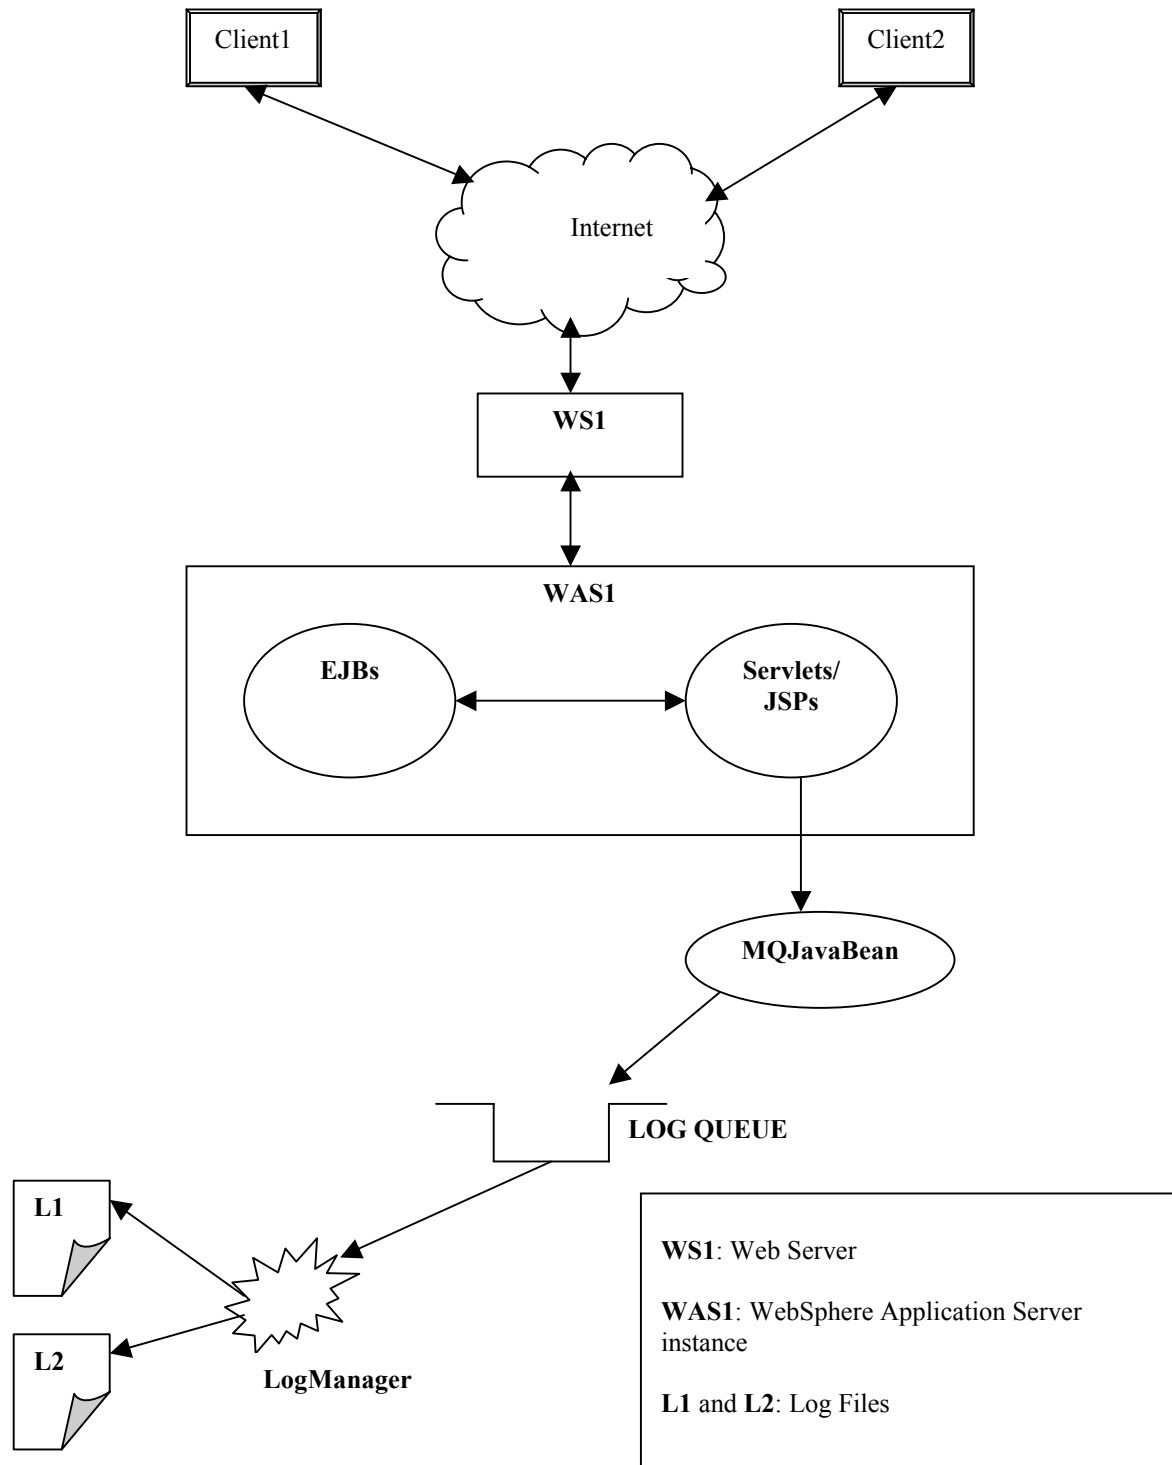 Client1
Client2
Internet
WS1
WAS1
EJBs
Servlets/
JSPs
MQJavaBean
LOG QUEUE
L1
L2
LogManager
WS1: Web Server
WAS1: WebSphere Application Server
instance
L1 and L2: Log Files